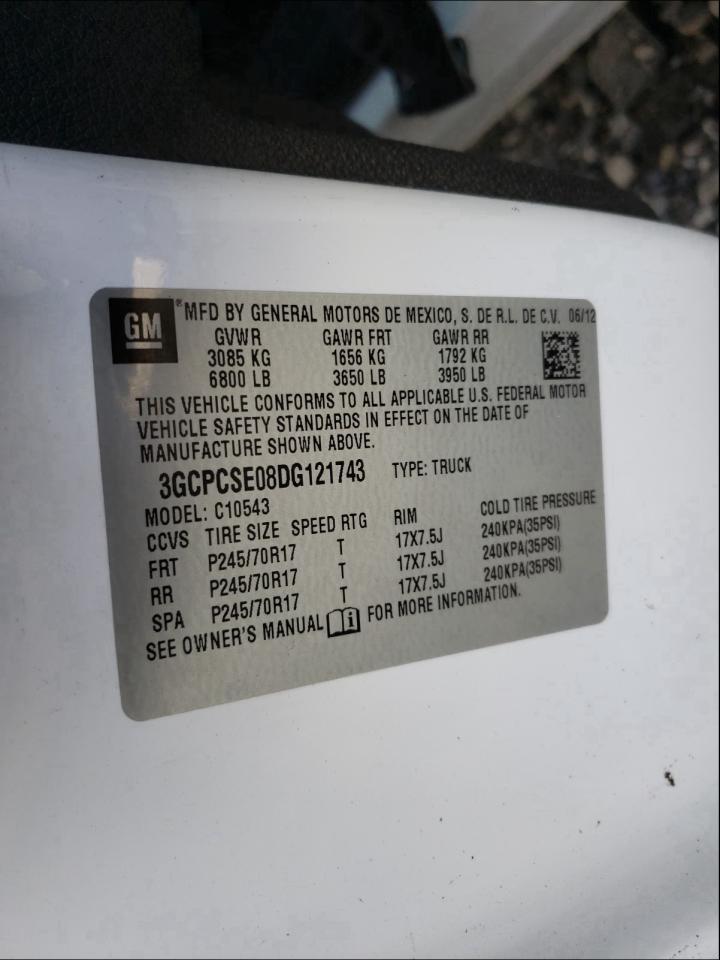 GM ®MFD BY GENERAL MOTORS DE MEXICO, S. DE R.L. DE C.V. 06/12
GVWR GAWR FRT GAWR RR
3085 KG 1656 KG 1792 KG
6800 LB 3650 LB 3950 LB
THIS VEHICLE CONFORMS TO ALL APPLICABLE U.S. FEDERAL MOTOR
VEHICLE SAFETY STANDARDS IN EFFECT ON THE DATE OF
MANUFACTURE SHOWN ABOVE.
3GCPCSE08DG121743 TYPE: TRUCK
MODEL: C10543
CCVS TIRE SIZE SPEED RTG RIM COLD TIRE PRESSURE
FRT P245/70R17 T 17X7.5J 240KPA(35PSI)
RR P245/70R17 T 17X7.5J 240KPA(35PSI)
SPA P245/70R17 T 17X7.5J 240KPA(35PSI)
SEE OWNER'S MANUAL FOR MORE INFORMATION.